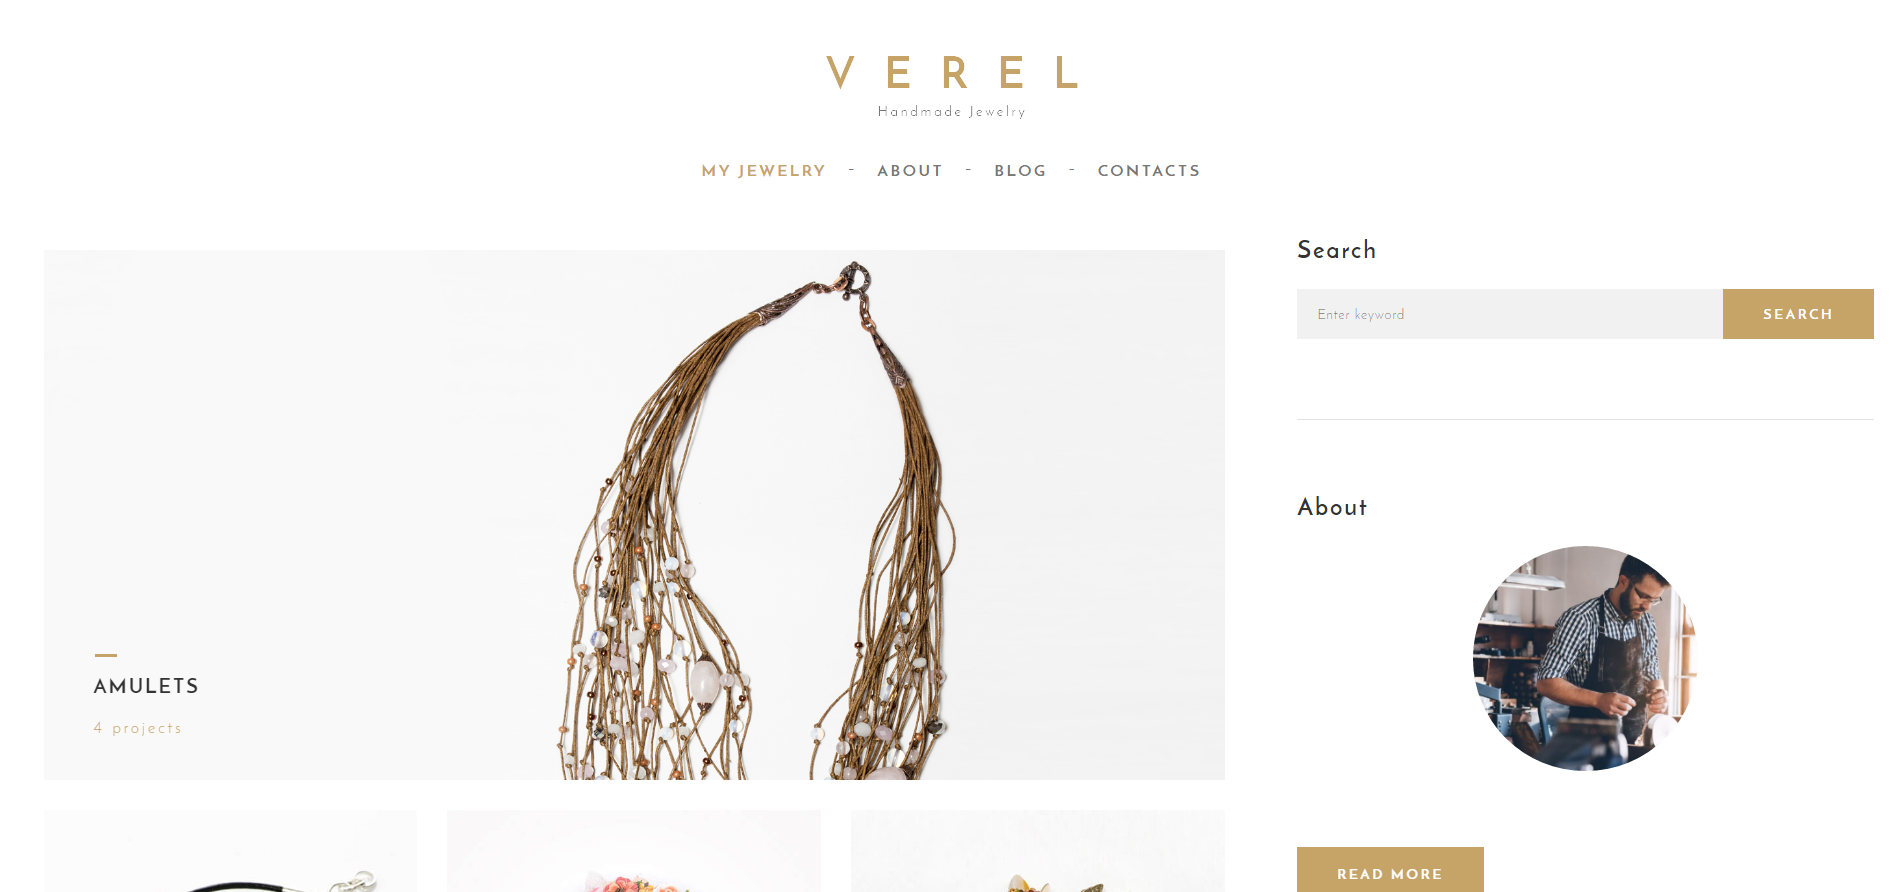 VEREL
Handmade Jewelry
MY JEWELRY - ABOUT - BLOG - CONTACTS
Search
Enter keyword
SEARCH
About
AMULETS
4 projects
READ MORE